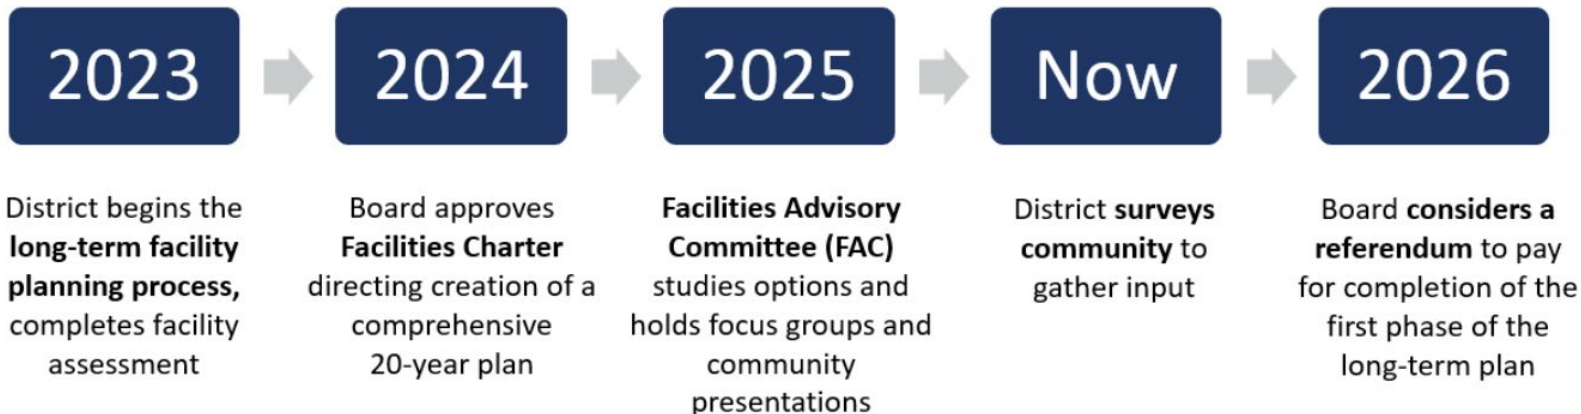 2023
2024
2025
Now
2026
District begins the
long-term facility
planning process,
completes facility
assessment
Board approves
Facilities Charter
directing creation of a
comprehensive
20-year plan
Facilities Advisory
Committee (FAC)
studies options and
holds focus groups and
community
presentations
District surveys
community to
gather input
Board considers a
referendum to pay
for completion of the
first phase of the
long-term plan